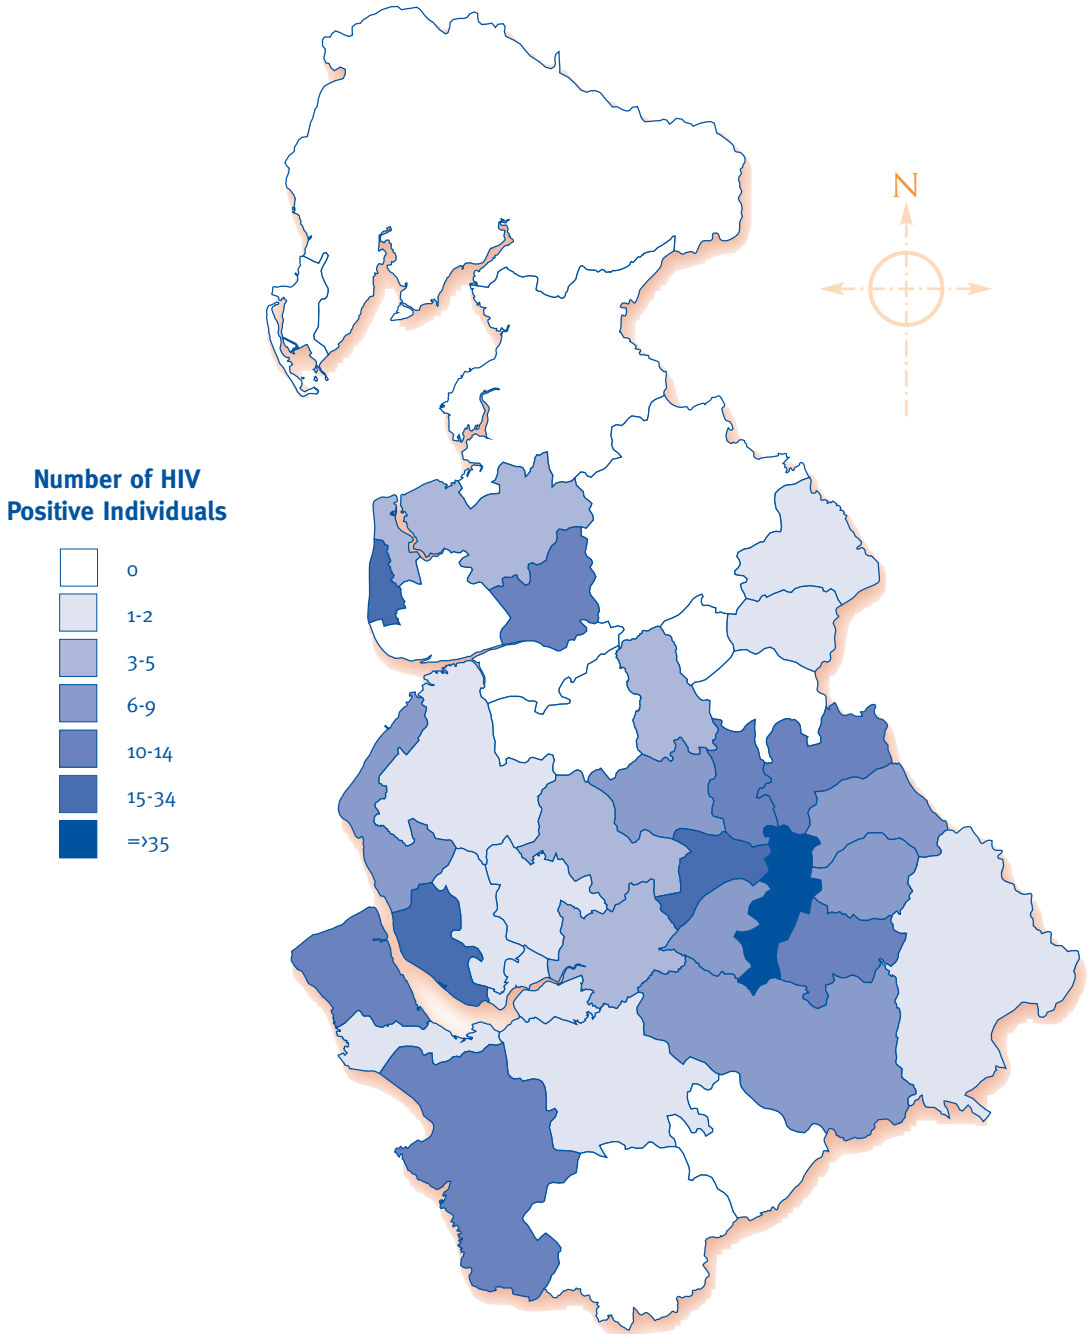 N
Number of HIV
Positive Individuals
0
1-2
3-5
6-9
10-14
15-34
=>35